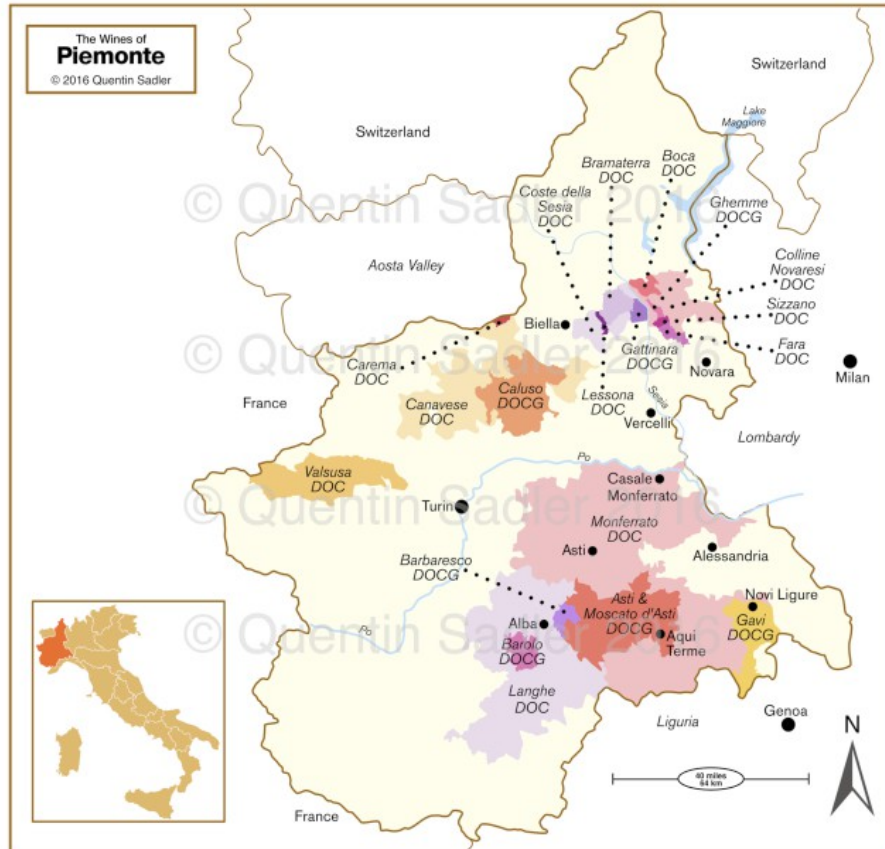 The Wines of
Piemonte
© 2016 Quentin Sadler
Switzerland
Switzerland
Lake
Maggiore
Bramaterra
DOC
Boca
DOC
Coste della
Sesia
DOC
Ghemme
DOCG
© Quentin Sadler 2016
Colline
Novaresi
DOC
Aosta Valley
Sizzano
DOC
Biella
Fara
DOC
Gattinara
DOCG
© Quentin Sadler 2016
Carema
DOC
Novara
Milan
Caluso
DOCG
Canavese
DOC
Lessona
DOC
Sesia
France
Vercelli
Lombardy
Po
Valsusa
DOC
Casale
Monferrato
Turin
© Quentin Sadler 2016
Monferrato
DOC
Asti
Alessandria
Barbaresco
DOCG
Asti &
Moscato d'Asti
DOCG
Novi Ligure
Gavi
DOCG
Alba
Po
© Quentin Sadler 2016
Aqui
Terme
Barolo
DOCG
Langhe
DOC
Liguria
Genoa
N
40 miles
64 km
France